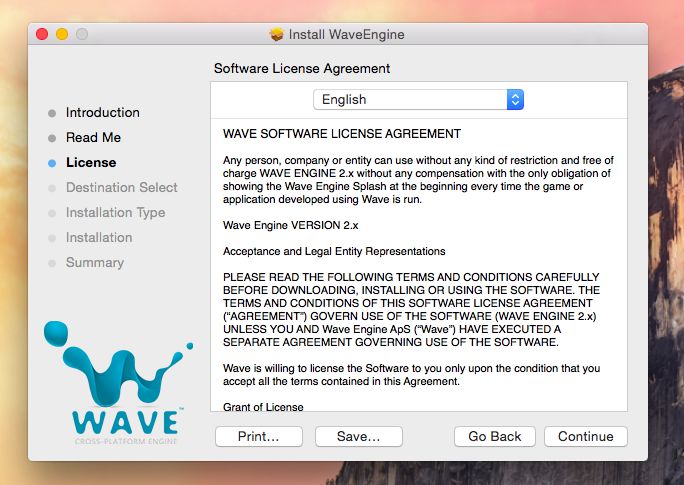 Install WaveEngine
Software License Agreement
English
Introduction
Read Me
License
Destination Select
Installation Type
Installation
Summary
WAVE SOFTWARE LICENSE AGREEMENT
Any person, company or entity can use without any kind of restriction and free of
charge WAVE ENGINE 2.x without any compensation with the only obligation of
showing the Wave Engine Splash at the beginning every time the game or
application developed using Wave is run.
Wave Engine VERSION 2.x
Acceptance and Legal Entity Representations
PLEASE READ THE FOLLOWING TERMS AND CONDITIONS CAREFULLY
BEFORE DOWNLOADING, INSTALLING OR USING THE SOFTWARE. THE
TERMS AND CONDITIONS OF THIS SOFTWARE LICENSE AGREEMENT
(“AGREEMENT”) GOVERN USE OF THE SOFTWARE (WAVE ENGINE 2.x)
UNLESS YOU AND Wave Engine ApS (“Wave”) HAVE EXECUTED A
SEPARATE AGREEMENT GOVERNING USE OF THE SOFTWARE.
Wave is willing to license the Software to you only upon the condition that you
accept all the terms contained in this Agreement.
Grant of License
WAVE™
CROSS-PLATFORM ENGINE
Print...
Save...
Go Back
Continue